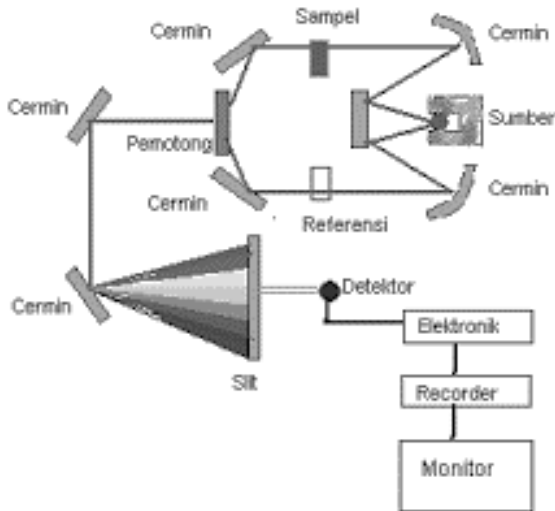 Sampel
Cermin
Cermin
Cermin
Sumber
Pemotong
Cermin
Cermin
Referensi
Cermin
Detektor
Elektronik
Slit
Recorder
Monitor